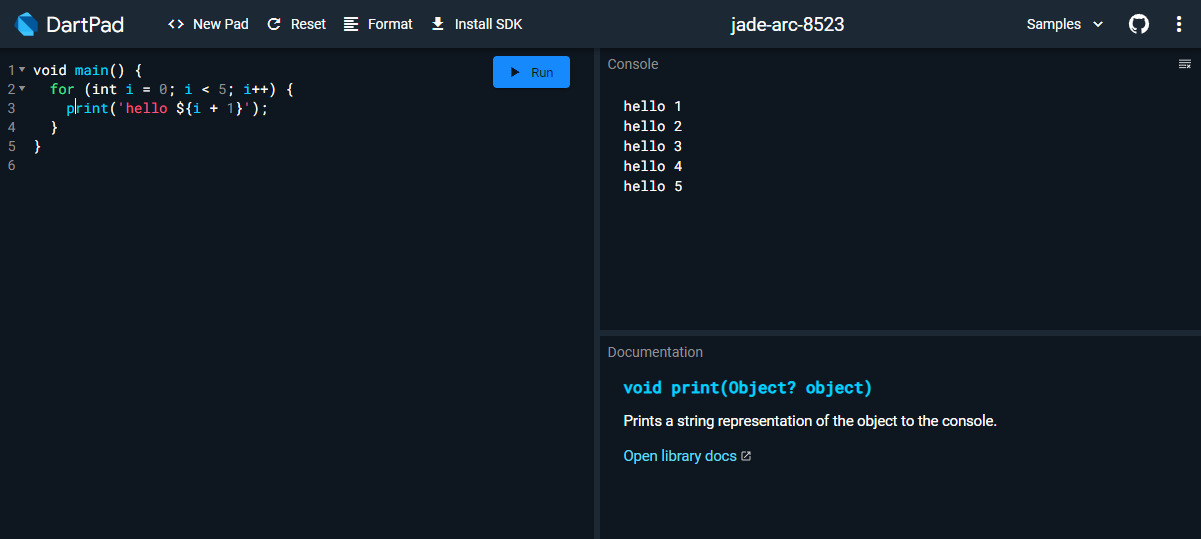 DartPad
New Pad
Reset
Format
Install SDK
jade-arc-8523
Samples
1 void main() {
2   for (int i = 0; i < 5; i++) {
3     print('hello ${i + 1}');
4   }
5 }
6
Run
Console
hello 1
hello 2
hello 3
hello 4
hello 5
Documentation
void print(Object? object)
Prints a string representation of the object to the console.
Open library docs